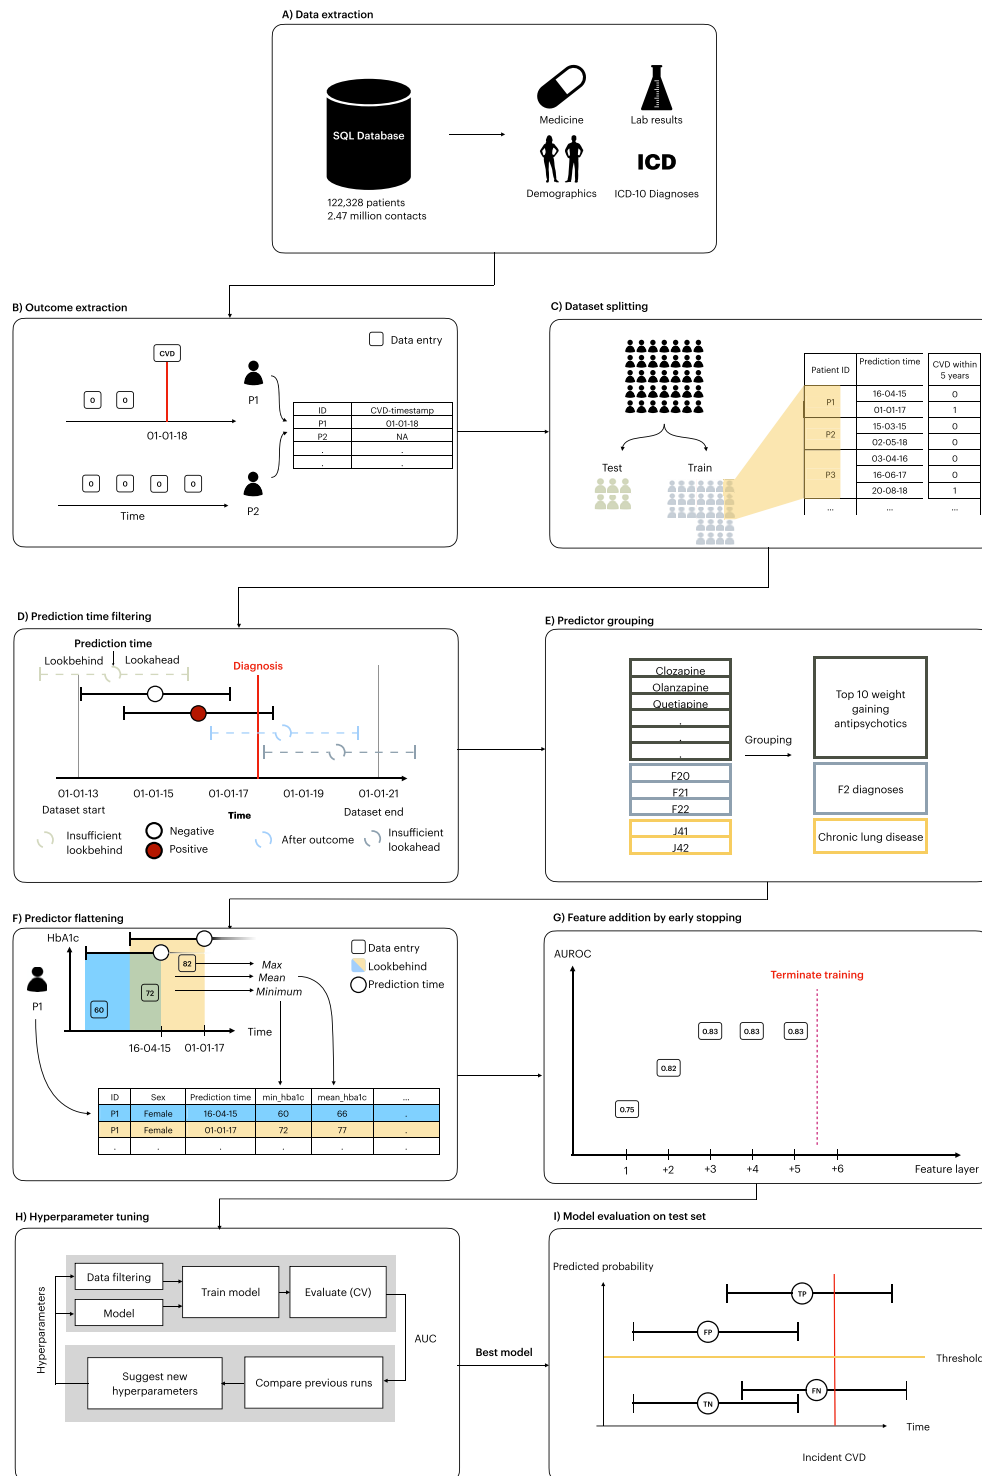 A) Data extraction
SQL Database
122,328 patients
2.47 million contacts
Medicine
Lab results
Demographics
ICD
ICD-10 Diagnoses
B) Outcome extraction
Data entry
CVD
0 0
01-01-18
P1
0 0 0 0
Time
P2
ID CVD-timestamp
P1 01-01-18
P2 NA
. .
. .
C) Dataset splitting
Test
Train
Patient ID Prediction time CVD within
5 years
P1 16-04-15 0
01-01-17 1
P2 15-03-15 0
02-05-18 0
03-04-16 0
P3 16-06-17 0
20-08-18 1
... ... ...
D) Prediction time filtering
Prediction time
Lookbehind Lookahead
Diagnosis
01-01-13 01-01-15 01-01-17 01-01-19 01-01-21
Dataset start Time Dataset end
Insufficient
lookbehind
Negative
Positive
After outcome
Insufficient
lookahead
E) Predictor grouping
Clozapine
Olanzapine
Quetiapine
.
.
.
F20
F21
F22
J41
J42
Grouping
Top 10 weight
gaining
antipsychotics
F2 diagnoses
Chronic lung disease
F) Predictor flattening
HbA1c
P1
60
72
82
Max
Mean
Minimum
Time
16-04-15 01-01-17
Data entry
Lookbehind
Prediction time
ID Sex Prediction time min_hba1c mean_hba1c ...
P1 Female 16-04-15 60 66 .
P1 Female 01-01-17 72 77 .
. . . . . .
G) Feature addition by early stopping
AUROC
Terminate training
0.83 0.83 0.83
0.82
0.75
1 +2 +3 +4 +5 +6
Feature layer
H) Hyperparameter tuning
Hyperparameters
Data filtering
Model
Train model
Evaluate (CV)
AUC
Suggest new
hyperparameters
Compare previous runs
Best model
I) Model evaluation on test set
Predicted probability
TP
FP
Threshold
FN
TN
Time
Incident CVD